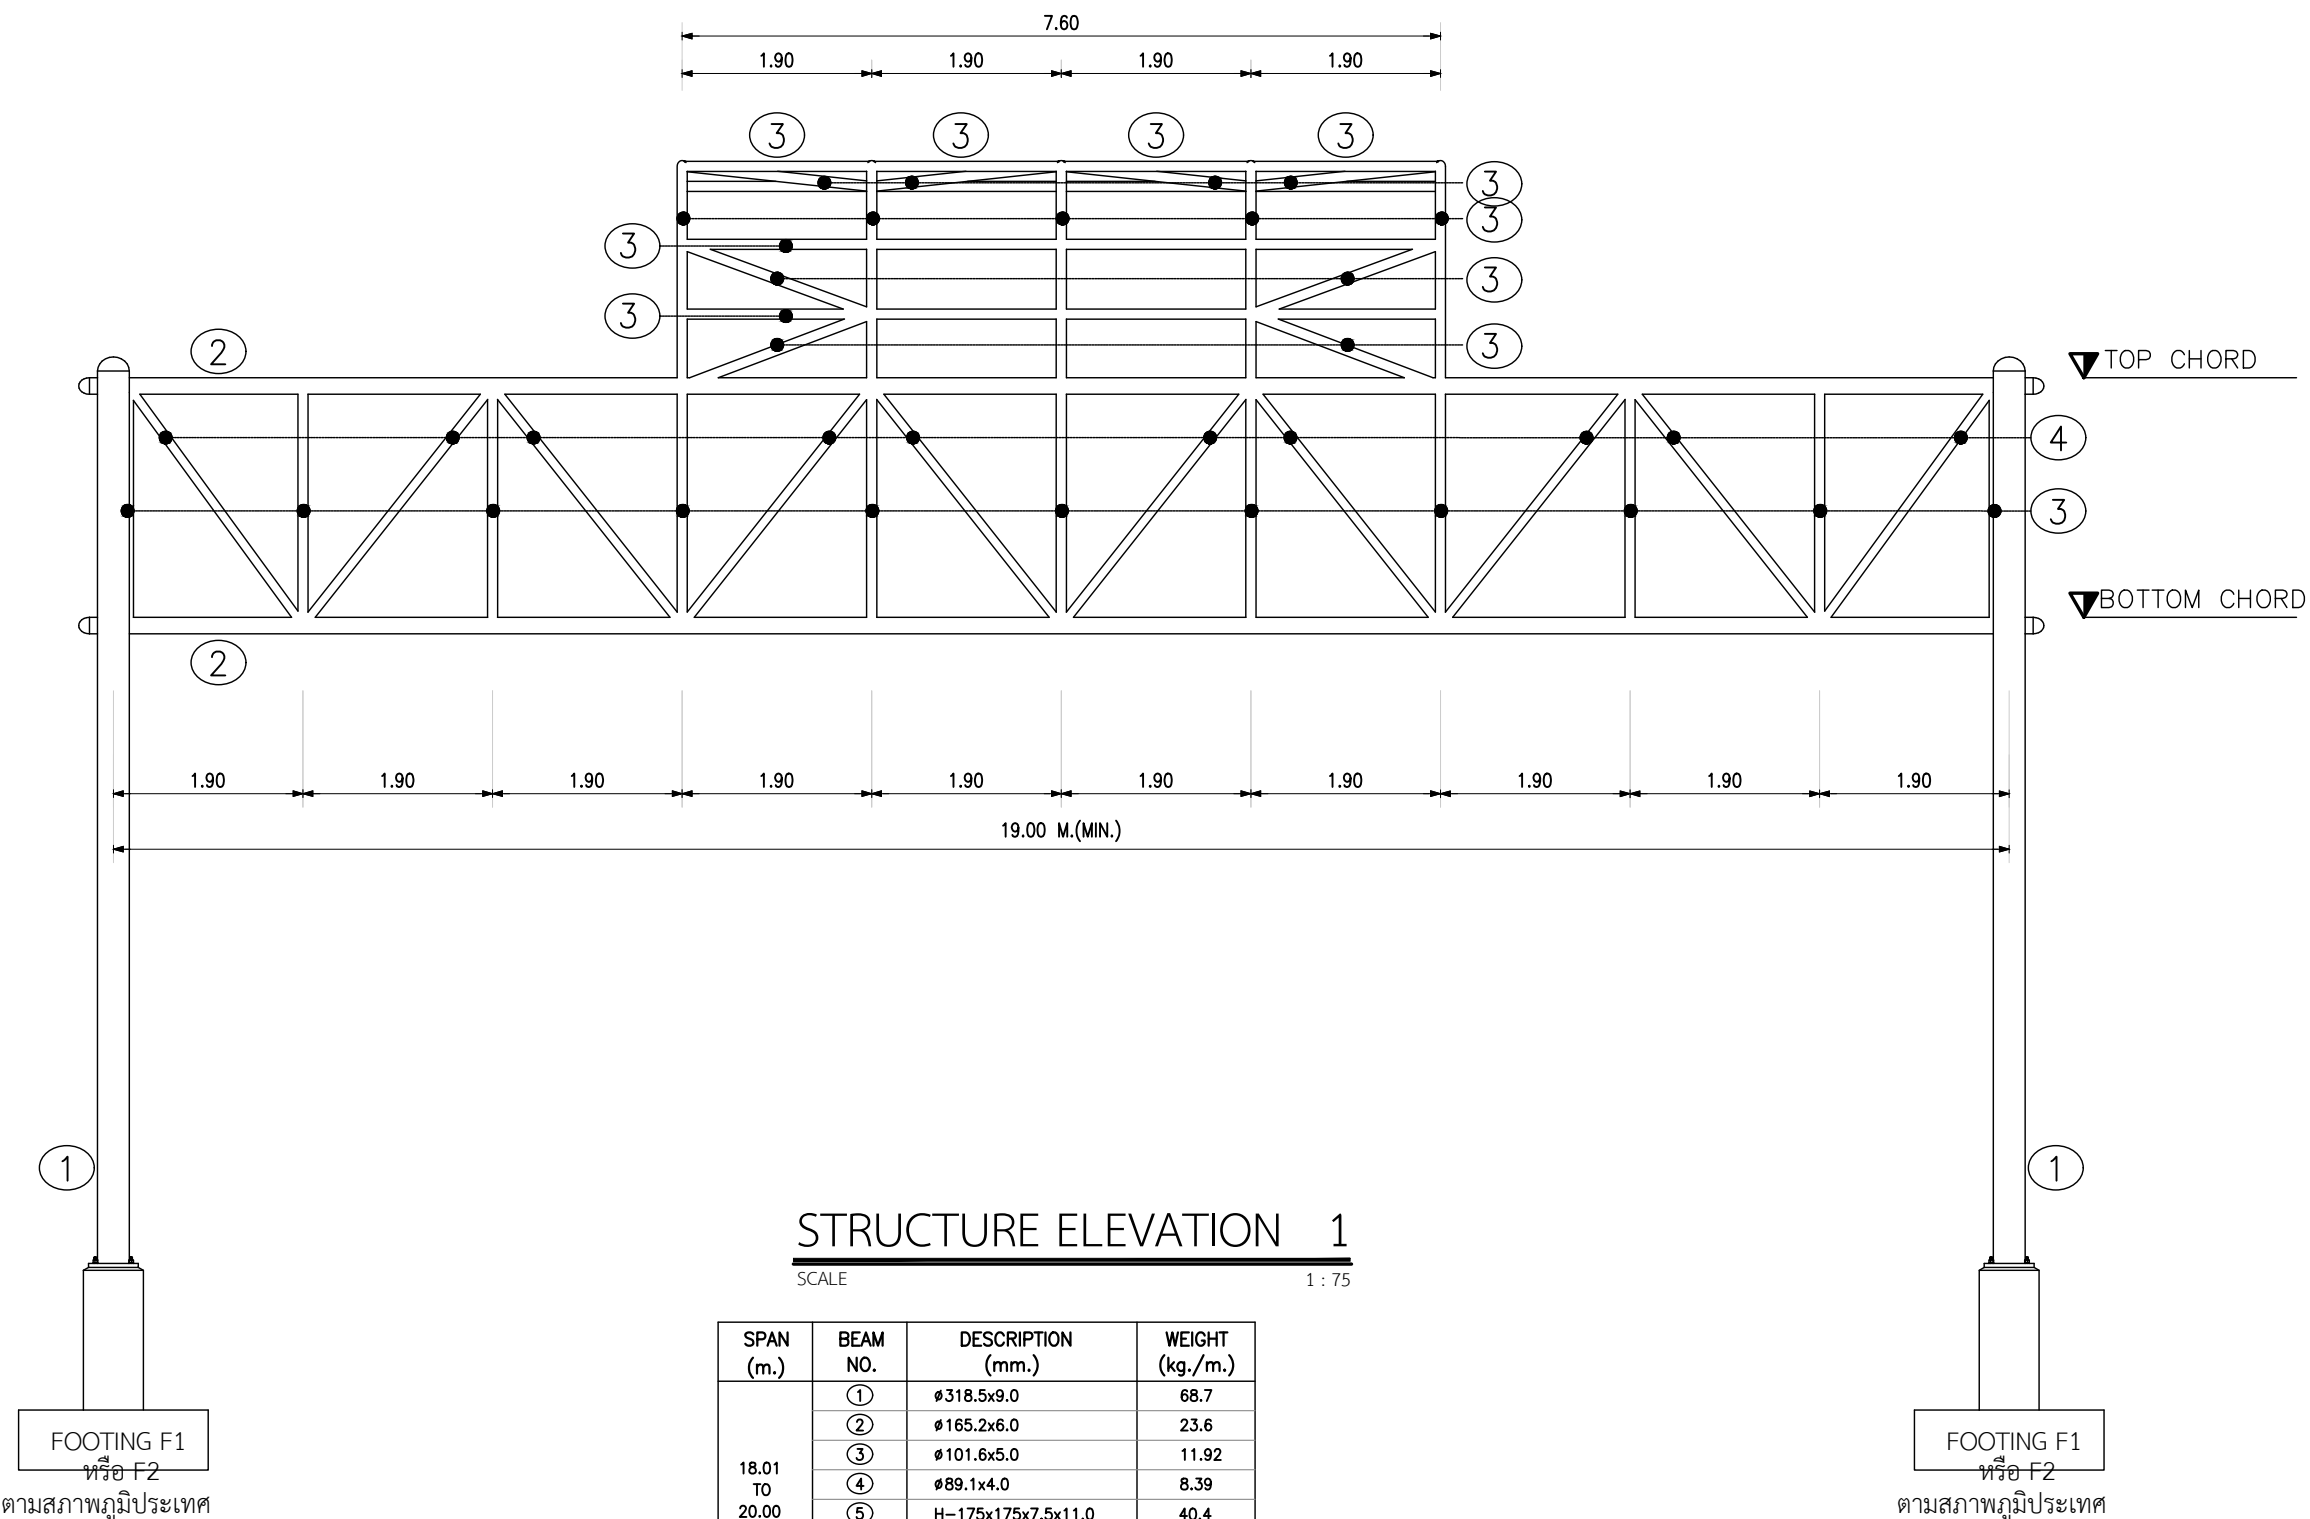 7.60
1.90 1.90 1.90 1.90
3 3 3 3
3
3
3
3
3
3
2
TOP CHORD
4
3
BOTTOM CHORD
2
1.90 1.90 1.90 1.90 1.90 1.90 1.90 1.90 1.90 1.90
19.00 M.(MIN.)
1 1
STRUCTURE ELEVATION 1
SCALE 1 : 75
SPAN (m.) BEAM NO. DESCRIPTION (mm.) WEIGHT (kg./m.)
1 ø318.5x9.0 68.7
2 ø165.2x6.0 23.6
3 ø101.6x5.0 11.92
4 ø89.1x4.0 8.39
5 H-175x175x7.5x11.0 40.4
18.01
TO
20.00
FOOTING F1
หรือ F2
ตามสภาพภูมิประเทศ
FOOTING F1
หรือ F2
ตามสภาพภูมิประเทศ